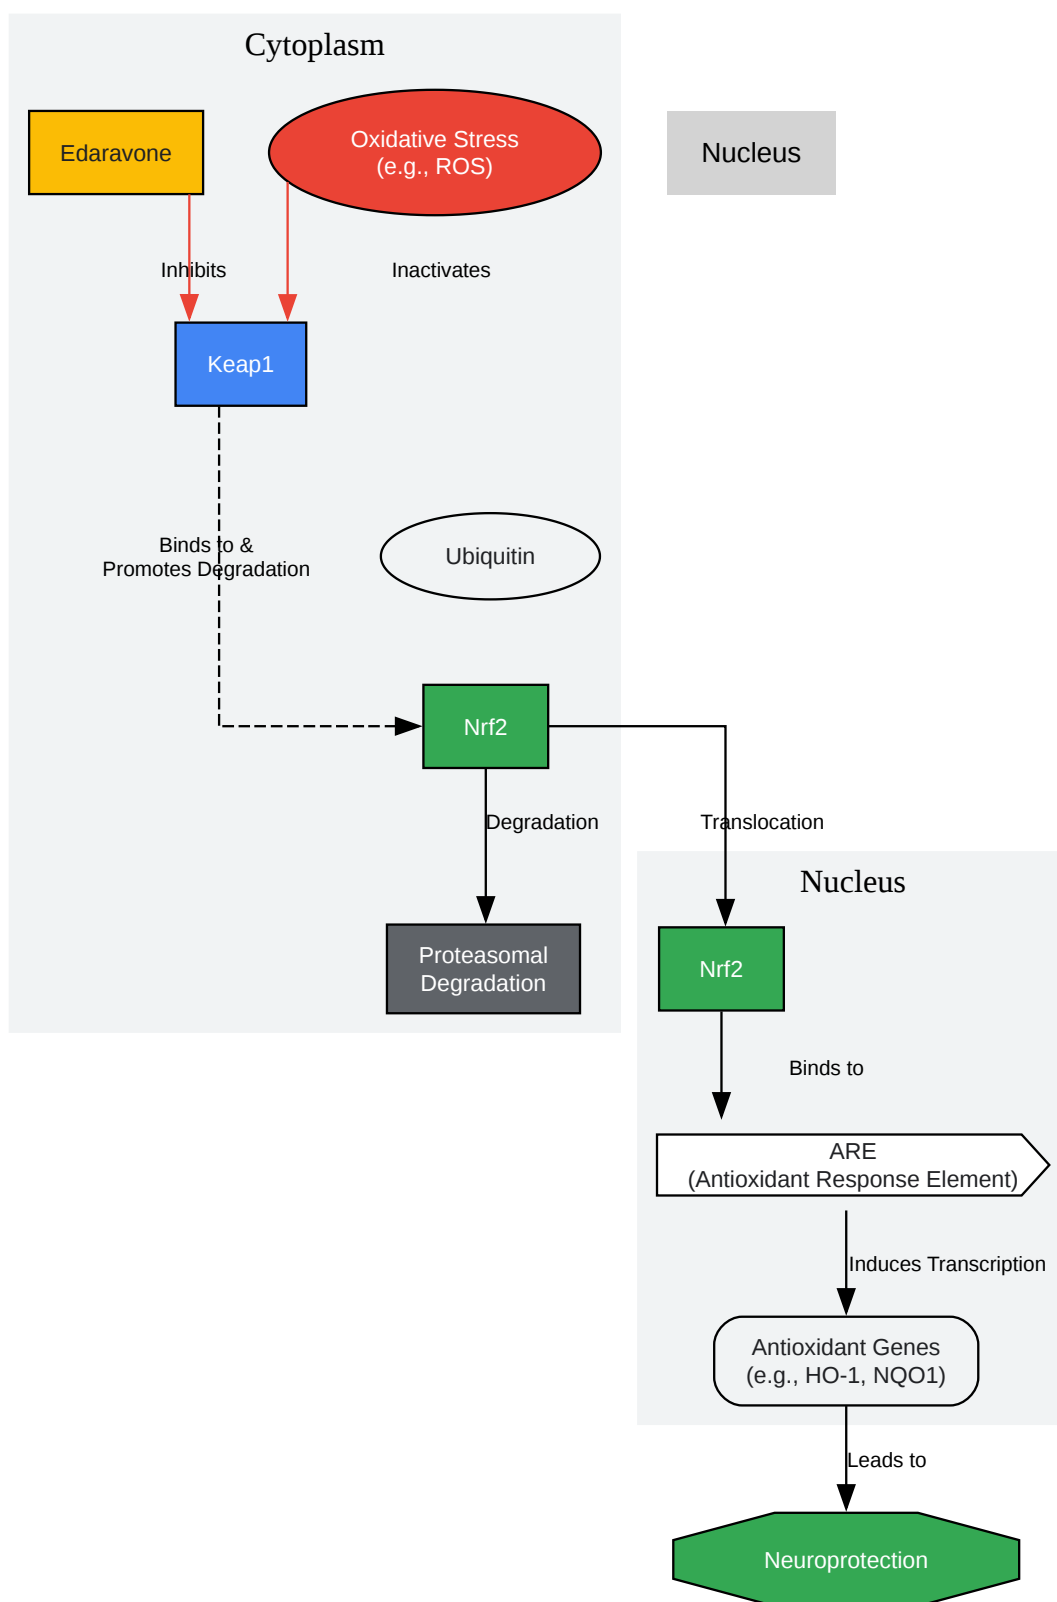 Cytoplasm
Edaravone
Oxidative Stress
(e.g., ROS)
Nucleus
Inhibits
Inactivates
Keap1
Binds to &
Promotes Degradation
Ubiquitin
Nrf2
Degradation
Translocation
Nucleus
Proteasomal
Degradation
Nrf2
Binds to
ARE
(Antioxidant Response Element)
Induces Transcription
Antioxidant Genes
(e.g., HO-1, NQO1)
Leads to
Neuroprotection